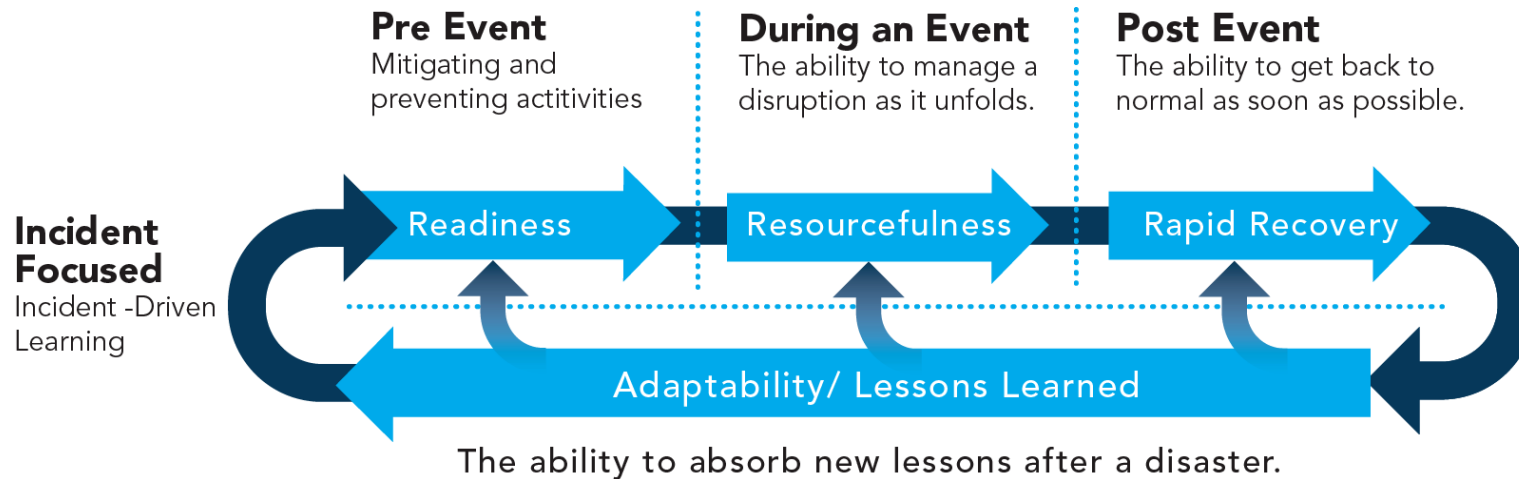 Pre Event
Mitigating and
preventing actitivities
During an Event
The ability to manage a
disruption as it unfolds.
Post Event
The ability to get back to
normal as soon as possible.
Incident
Focused
Incident -Driven
Learning
Readiness
Resourcefulness
Rapid Recovery
Adaptability/ Lessons Learned
The ability to absorb new lessons after a disaster.